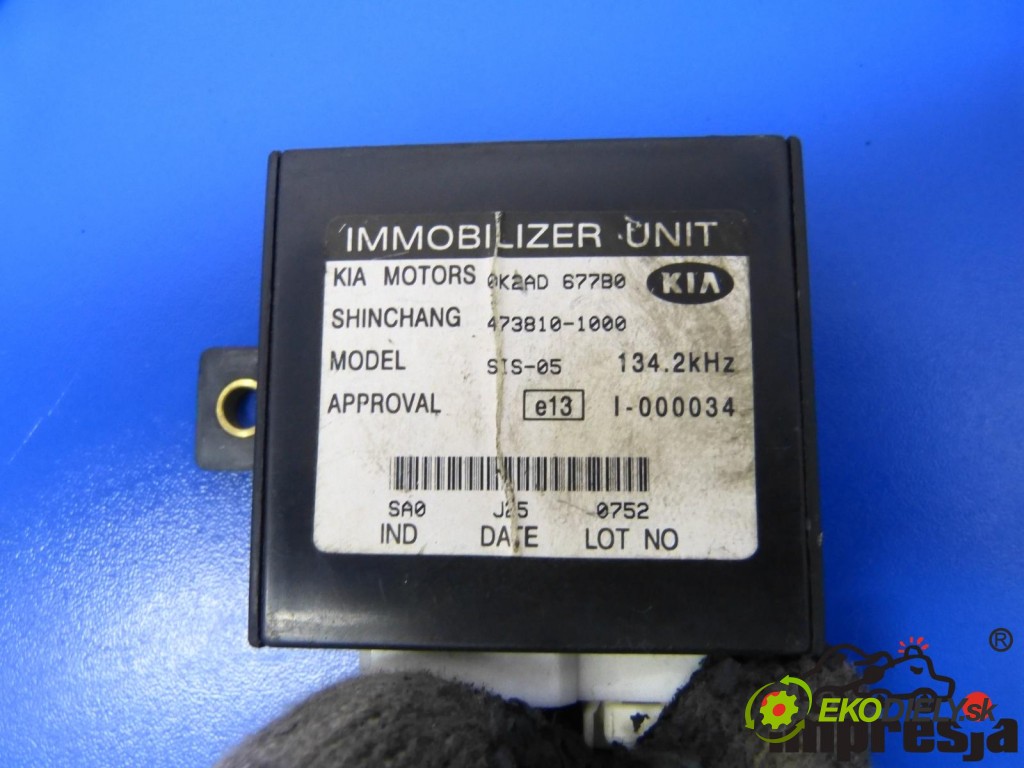 IMMOBILIZER UNIT
KIA MOTORS 0K2AD 677B0 KIA
SHINCHANG 473810-1000
MODEL SIS-05 134.2kHz
APPROVAL e13 I-000034
SA0 J25 0752
IND DATE LOT NO
®
EKODIELY.sk
impresja